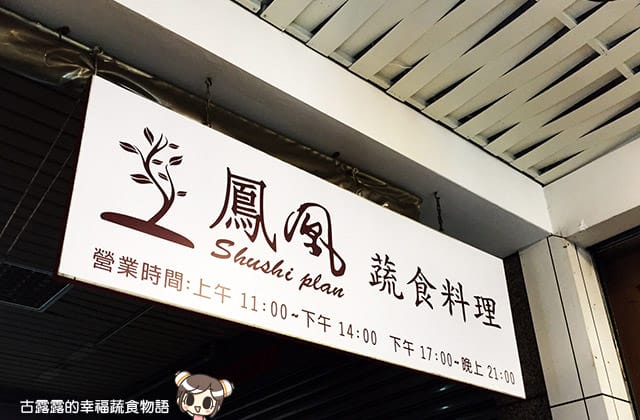 鳳凰 蔬食料理
Shushi plan
營業時間:上午 11:00~下午 14:00 下午 17:00~晚上 21:00
古露露的幸福蔬食物語